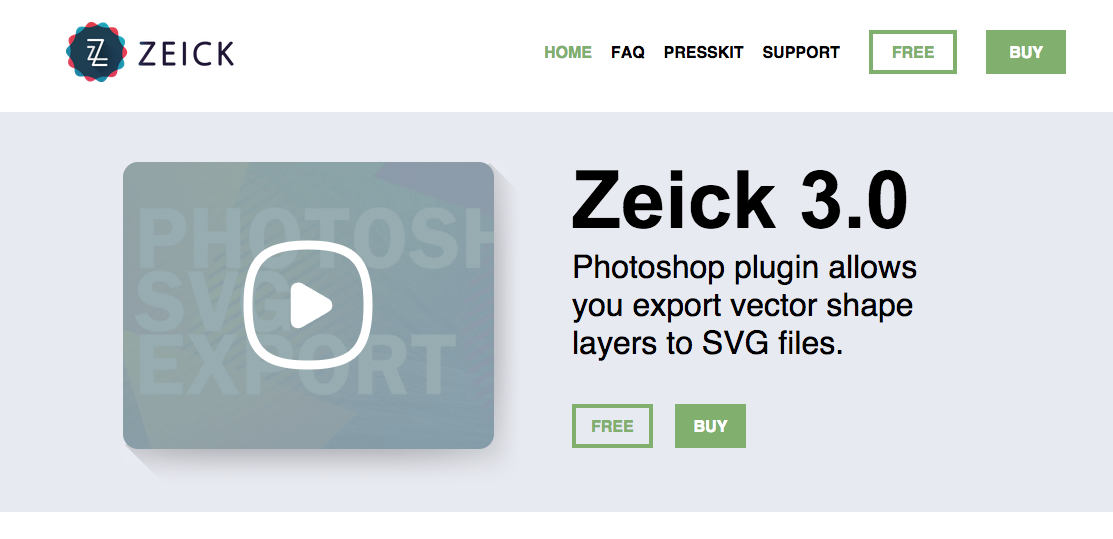 ZEICK
HOME FAQ PRESSKIT SUPPORT FREE BUY
PHOTOSH
SVG
EXPORT
Zeick 3.0
Photoshop plugin allows
you export vector shape
layers to SVG files.
FREE BUY